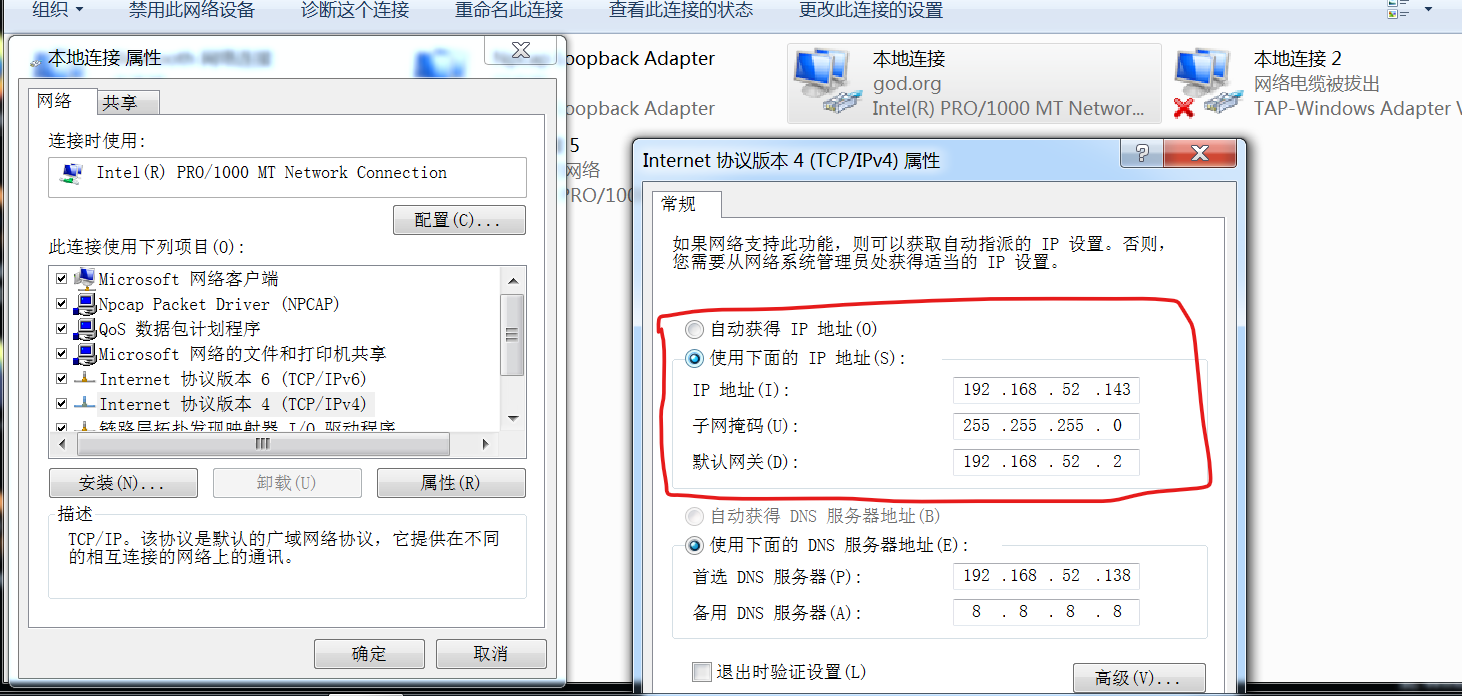 组织
禁用此网络设备
诊断这个连接
重命名此连接
查看此连接的状态
更改此连接的设置
本地连接 属性
网络
共享
连接时使用:
Intel(R) PRO/1000 MT Network Connection
配置(C)...
此连接使用下列项目(O):
Microsoft 网络客户端
Npcap Packet Driver (NPCAP)
QoS 数据包计划程序
Microsoft 网络的文件和打印机共享
Internet 协议版本 6 (TCP/IPv6)
Internet 协议版本 4 (TCP/IPv4)
链路层拓扑发现映射器 I/O 驱动程序
安装(N)...
卸载(U)
属性(R)
描述
TCP/IP。该协议是默认的广域网络协议，它提供在不同
的相互连接的网络上的通讯。
确定
取消
oopback Adapter
oopback Adapter
5
网络
PRO/100
本地连接
god.org
Intel(R) PRO/1000 MT Networ...
本地连接 2
网络电缆被拔出
TAP-Windows Adapter V
Internet 协议版本 4 (TCP/IPv4) 属性
常规
如果网络支持此功能，则可以获取自动指派的 IP 设置。否则，
您需要从网络系统管理员处获得适当的 IP 设置。
自动获得 IP 地址(O)
使用下面的 IP 地址(S):
IP 地址(I): 192 .168 . 52 .143
子网掩码(U): 255 .255 .255 . 0
默认网关(D): 192 .168 . 52 . 2
自动获得 DNS 服务器地址(B)
使用下面的 DNS 服务器地址(E):
首选 DNS 服务器(P): 192 .168 . 52 .138
备用 DNS 服务器(A): 8 . 8 . 8 . 8
退出时验证设置(L)
高级(V)...